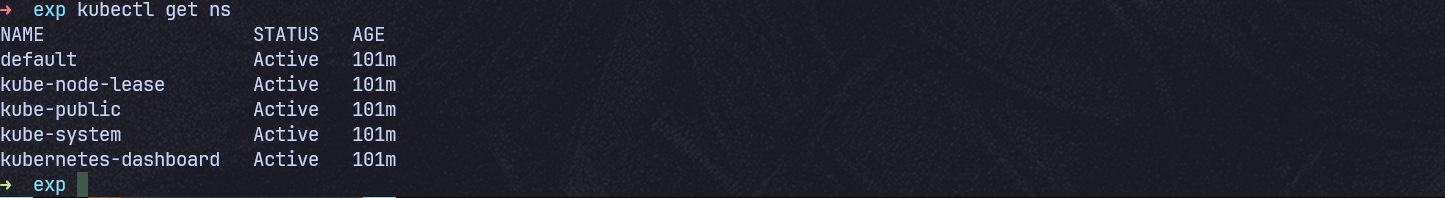 ➜  exp kubectl get ns
NAME                   STATUS   AGE
default                Active   101m
kube-node-lease        Active   101m
kube-public            Active   101m
kube-system            Active   101m
kubernetes-dashboard   Active   101m
➜  exp